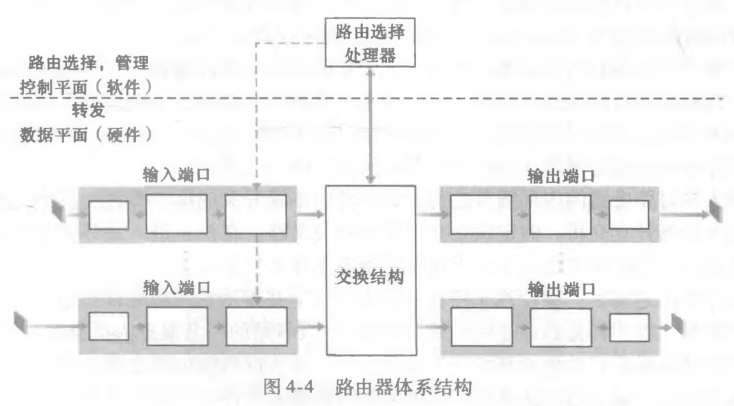 路由选择
处理器
路由选择，管理
控制平面（软件）
转发
数据平面（硬件）
输入端口
输出端口
交换结构
输入端口
输出端口
图 4-4 路由器体系结构